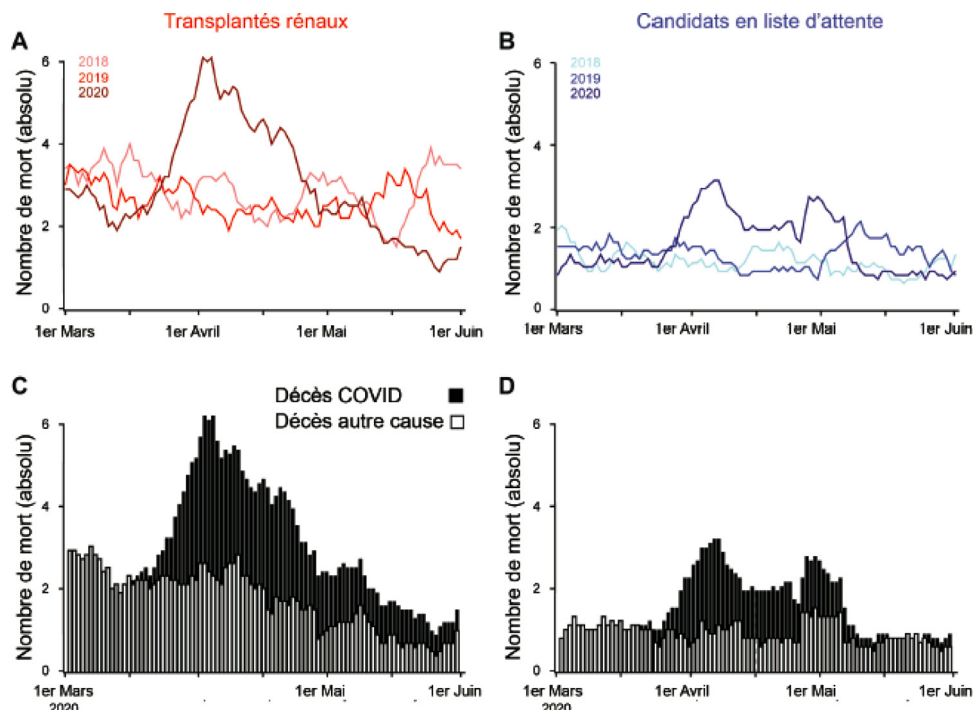 Transplantés rénaux
Candidats en liste d'attente
A
Nombre de mort (absolu)
6
4
2
0
2018
2019
2020
1er Mars
1er Avril
1er Mai
1er Juin
B
Nombre de mort (absolu)
6
4
2
0
2018
2019
2020
1er Mars
1er Avril
1er Mai
1er Juin
C
Nombre de mort (absolu)
6
4
2
0
Décès COVID
Décès autre cause
1er Mars
2020
1er Mai
1er Juin
D
Nombre de mort (absolu)
6
4
2
0
1er Mars
2020
1er Avril
1er Mai
1er Juin